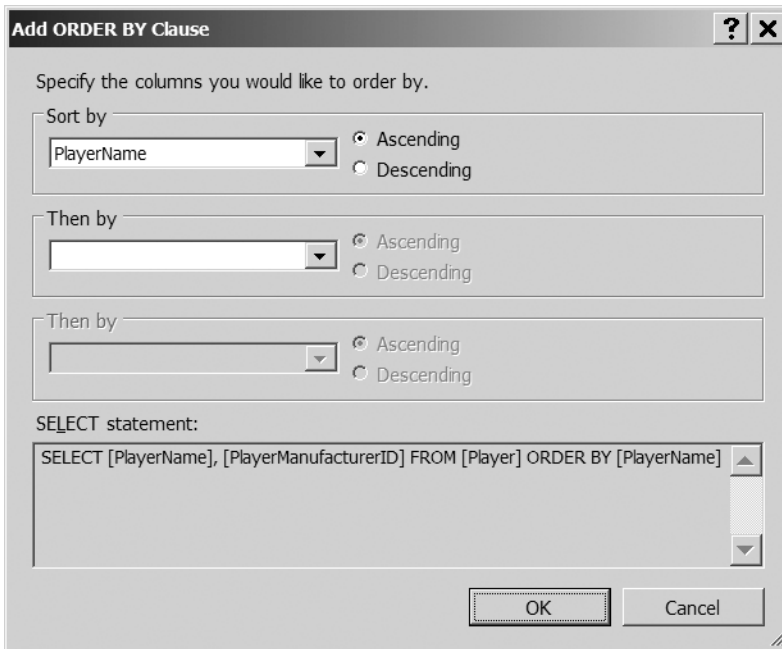 Add ORDER BY Clause
Specify the columns you would like to order by.
Sort by
PlayerName
Ascending
Descending
Then by
Ascending
Descending
Then by
Ascending
Descending
SELECT statement:
SELECT [PlayerName], [PlayerManufacturerID] FROM [Player] ORDER BY [PlayerName]
OK
Cancel